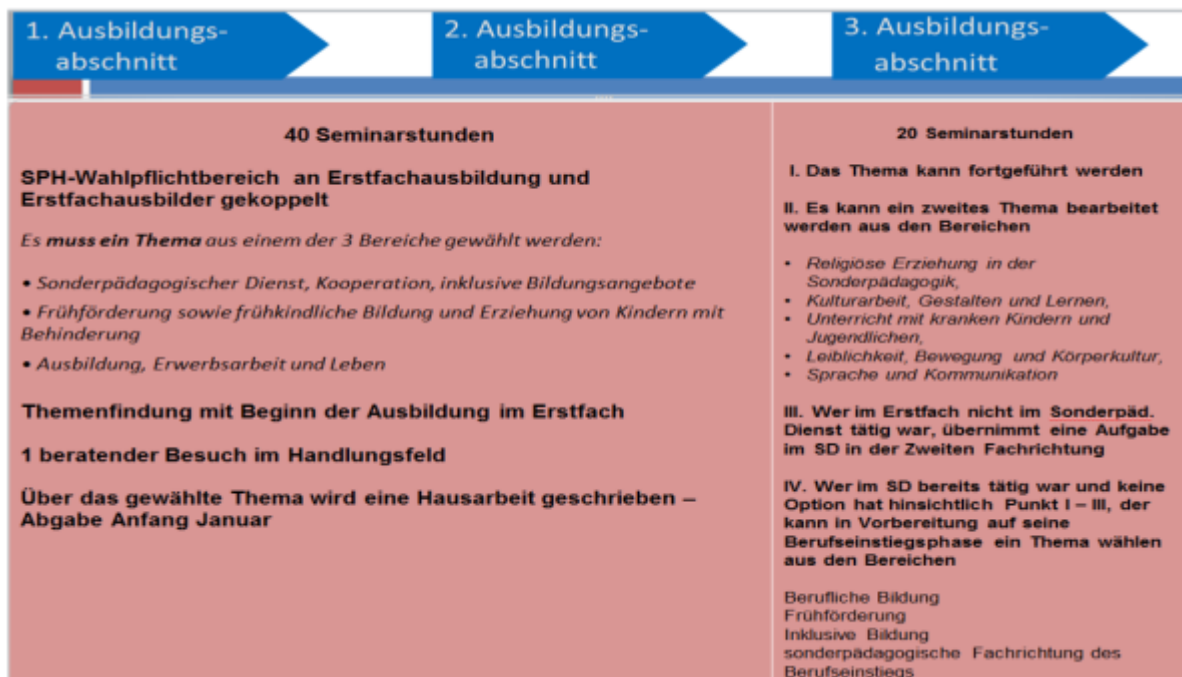 1. Ausbildungs-
abschnitt
2. Ausbildungs-
abschnitt
3. Ausbildungs-
abschnitt
40 Seminarstunden
SPH-Wahlpflichtbereich an Erstfachausbildung und
Erstfachausbilder gekoppelt
Es muss ein Thema aus einem der 3 Bereiche gewählt werden:
• Sonderpädagogischer Dienst, Kooperation, inklusive Bildungsangebote
• Frühförderung sowie frühkindliche Bildung und Erziehung von Kindern mit
Behinderung
• Ausbildung, Erwerbsarbeit und Leben
Themenfindung mit Beginn der Ausbildung im Erstfach
1 beratender Besuch im Handlungsfeld
Über das gewählte Thema wird eine Hausarbeit geschrieben –
Abgabe Anfang Januar
20 Seminarstunden
I. Das Thema kann fortgeführt werden
II. Es kann ein zweites Thema bearbeitet
werden aus den Bereichen
• Religiöse Erziehung in der
Sonderpädagogik,
• Kulturarbeit, Gestalten und Lernen,
• Unterricht mit kranken Kindern und
Jugendlichen,
• Leiblichkeit, Bewegung und Körperkultur,
• Sprache und Kommunikation
III. Wer im Erstfach nicht im Sonderpäd.
Dienst tätig war, übernimmt eine Aufgabe
im SD in der Zweiten Fachrichtung
IV. Wer im SD bereits tätig war und keine
Option hat hinsichtlich Punkt I – III, der
kann in Vorbereitung auf seine
Berufseinstiegsphase ein Thema wählen
aus den Bereichen
Berufliche Bildung
Frühförderung
Inklusive Bildung
sonderpädagogische Fachrichtung des
Berufseinstiegs